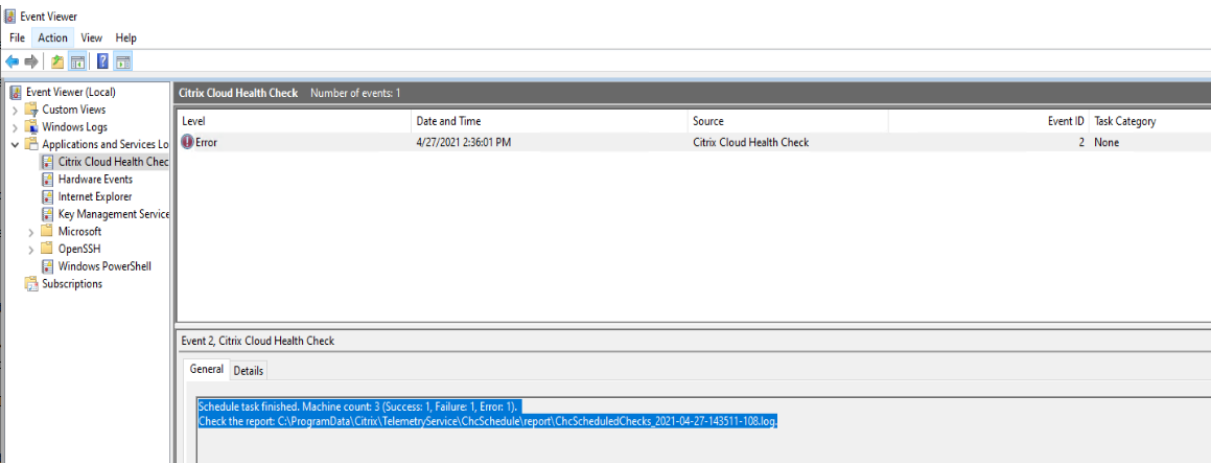 Event Viewer
File Action View Help
Event Viewer (Local)
Custom Views
Windows Logs
Applications and Services Lo
Citrix Cloud Health Chec
Hardware Events
Internet Explorer
Key Management Service
Microsoft
OpenSSH
Windows PowerShell
Subscriptions
Citrix Cloud Health Check Number of events: 1
Level Date and Time Source Event ID Task Category
Error 4/27/2021 2:36:01 PM Citrix Cloud Health Check 2 None
Event 2, Citrix Cloud Health Check
General Details
Schedule task finished. Machine count: 3 (Success: 1, Failure: 1, Error: 1).
Check the report: C:\ProgramData\Citrix\TelemetryService\ChcSchedule\report\ChcScheduledChecks_2021-04-27-143511-108.log.